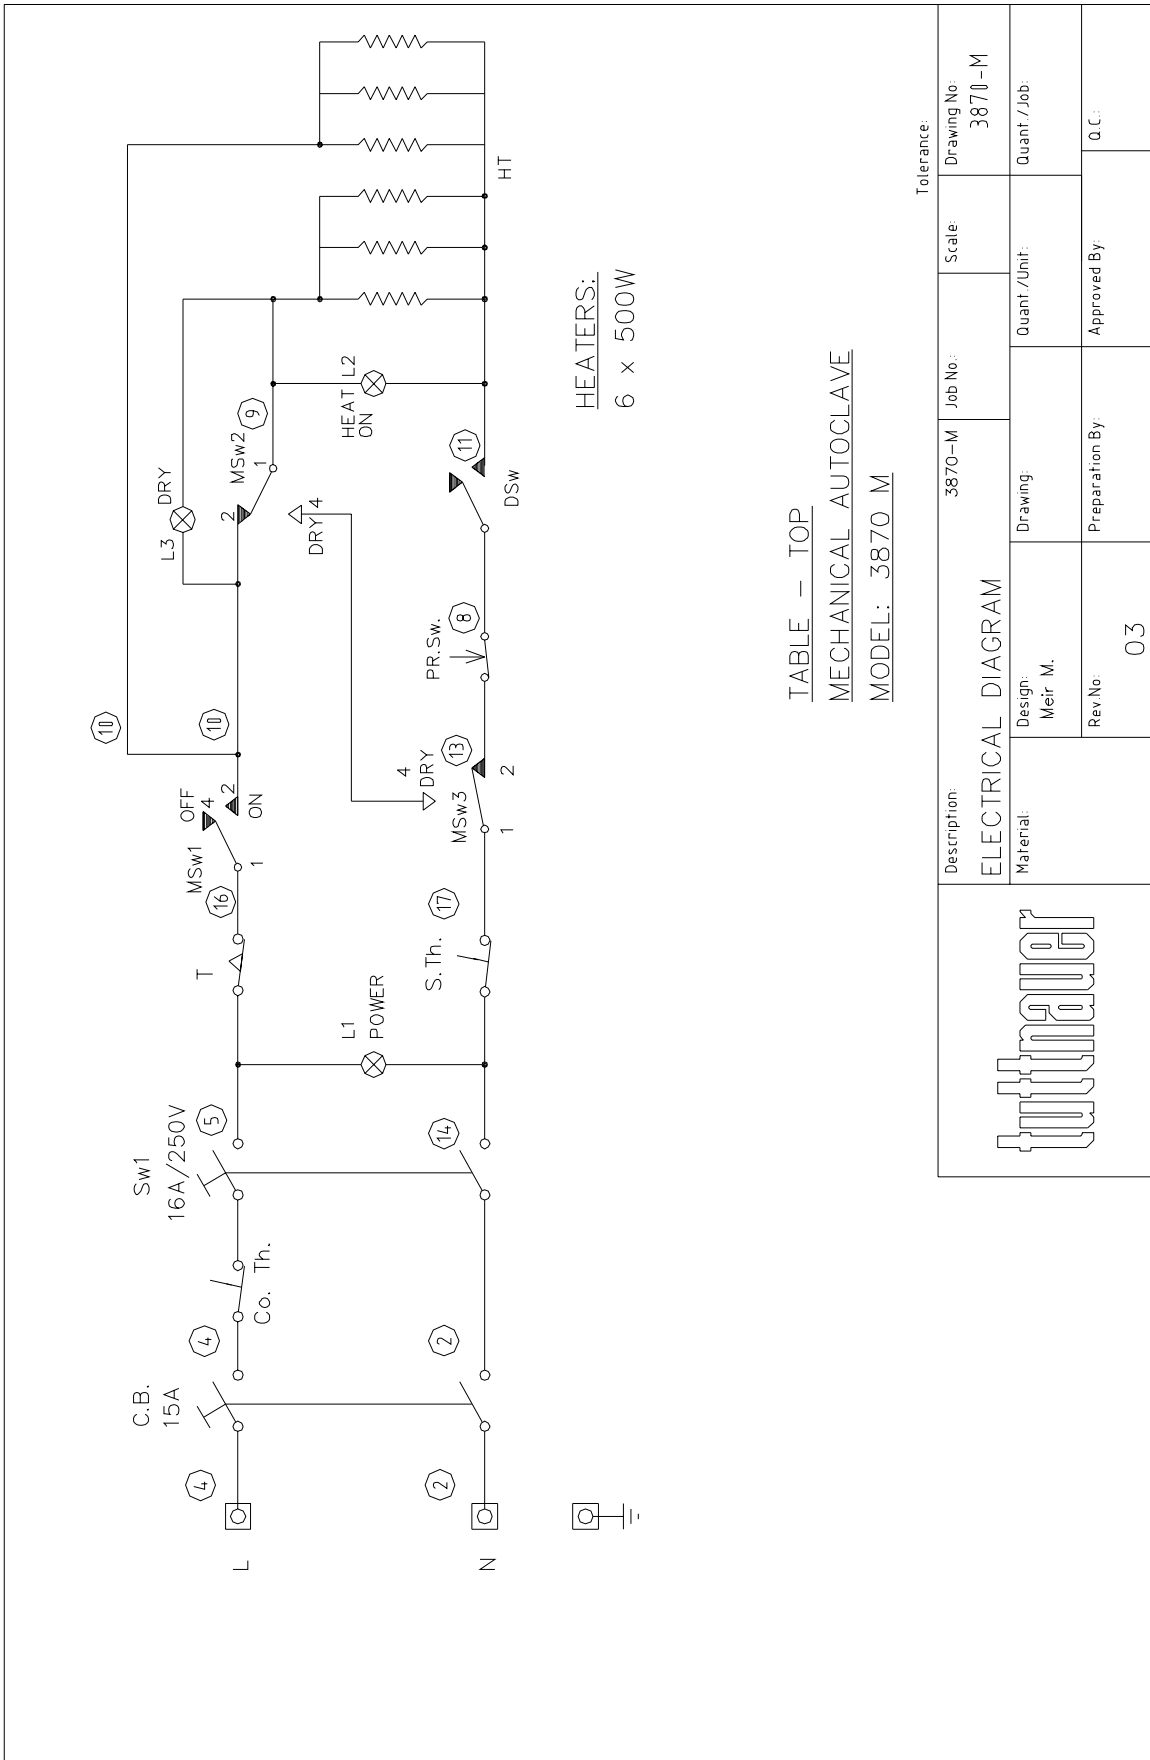 L
4
C.B.
15A
4
Co. Th.
Sw1
16A/250V
5
T
16
MSw1
1
OFF
4
2
ON
10
10
L3
DRY
2
MSw2
1
9
L1
POWER
HEAT L2
ON
DRY 4
4
DRY
N
2
2
14
S.Th.
17
MSw3
1
2
13
PR.Sw.
8
DSw
11
HT
HEATERS:
6 x 500W
TABLE - TOP
MECHANICAL AUTOCLAVE
MODEL: 3870 M
Tolerance:
tuttnauer
Description:
3870-M
ELECTRICAL DIAGRAM
Job No.:
Scale:
Drawing No:
3870-M
Material:
Design:
Meir M.
Drawing:
Quant./Unit:
Quant./Job:
Rev.No:
03
Preparation By:
Approved By:
Q.C.: